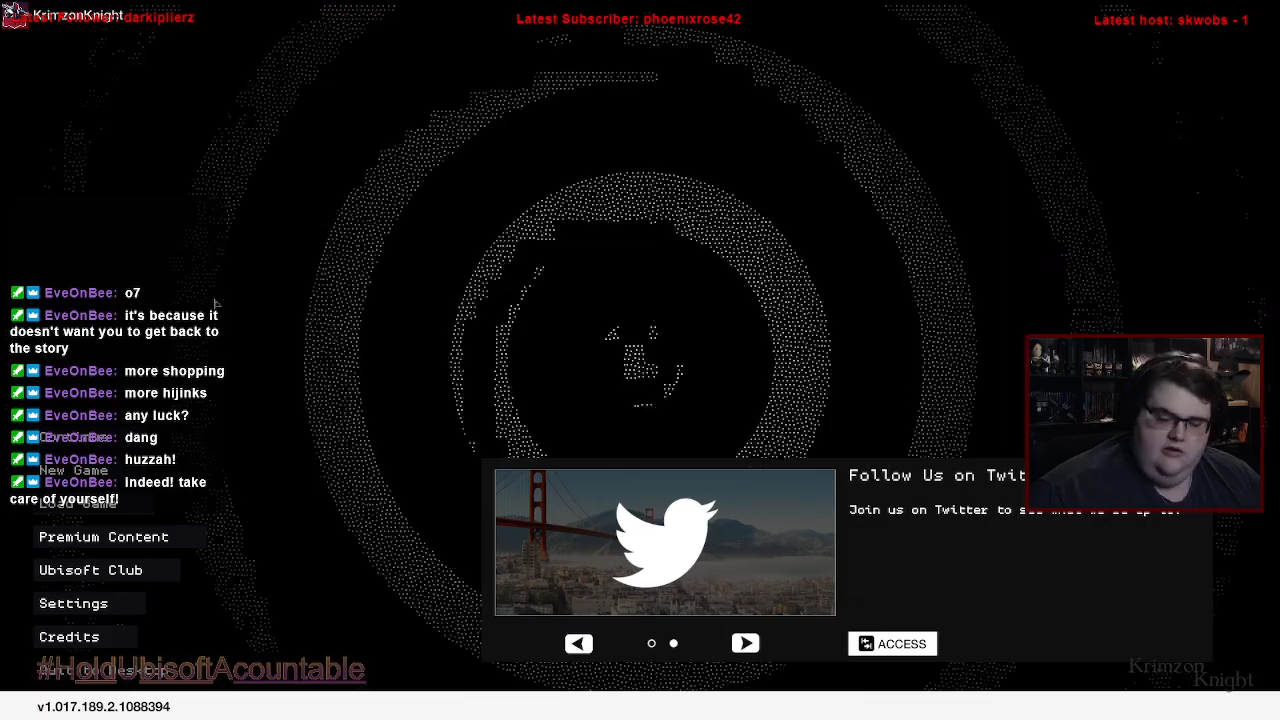 KrimzonKnight
darkiplierz
Latest Subscriber: phoenixrose42
Latest host: skwobs - 1
EveOnBee: o7
EveOnBee: it's because it
doesn't want you to get back to
the story
EveOnBee: more shopping
EveOnBee: more hijinks
EveOnBee: any luck?
EveOnBee: dang
EveOnBee: huzzah!
New Game
EveOnBee: Indeed! take
care of yourself!
Load Game
Premium Content
Ubisoft Club
Settings
Credits
#HoldUbisoftAcountable
v1.017.189.2.1088394
Follow Us on Twit
Join us on Twitter to
ACCESS
Krimzon
Knight